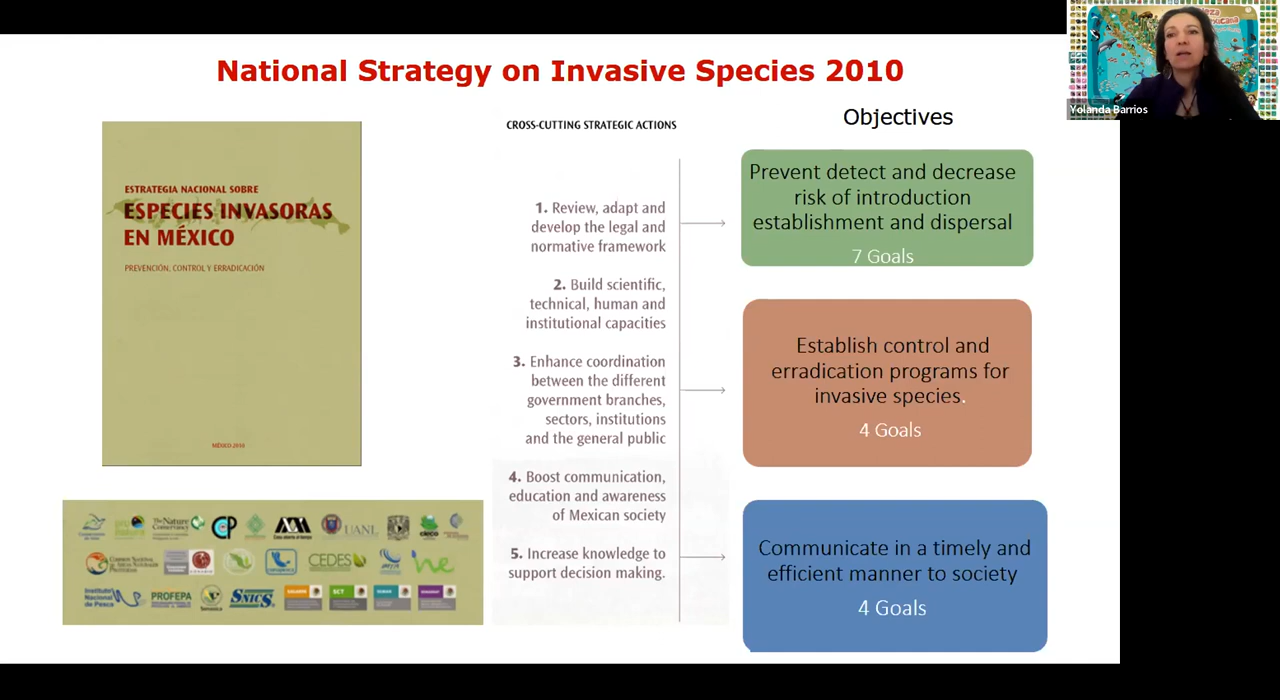 National Strategy on Invasive Species 2010
Yolanda Barrios
ESTRATEGIA NACIONAL SOBRE
ESPECIES INVASORAS
EN MÉXICO
PREVENCIÓN, CONTROL Y ERRADICACIÓN
MÉXICO 2010
The Nature
Conservancy
UANL
CEDES
Instituto
Nacional
de Pesca
PROFEPA
SNICS
SCT
CROSS-CUTTING STRATEGIC ACTIONS
1. Review, adapt and
develop the legal and
normative framework
2. Build scientific,
technical, human and
institutional capacities
3. Enhance coordination
between the different
government branches,
sectors, institutions
and the general public
4. Boost communication,
education and awareness
of Mexican society
5. Increase knowledge to
support decision making.
Objectives
Prevent detect and decrease
risk of introduction
establishment and dispersal
7 Goals
Establish control and
erradication programs for
invasive species.
4 Goals
Communicate in a timely and
efficient manner to society
4 Goals